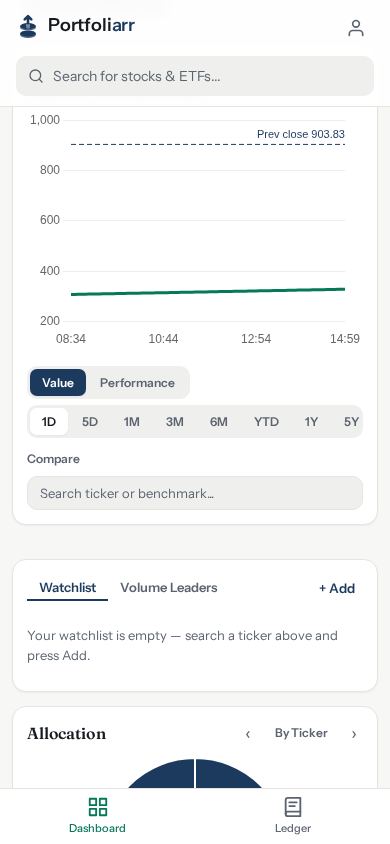 Portfoliarr
Search for stocks & ETFs...
1,000
Prev close 903.83
800
600
400
200
08:34 10:44 12:54 14:59
Value Performance
1D 5D 1M 3M 6M YTD 1Y 5Y
Compare
Search ticker or benchmark...
Watchlist Volume Leaders + Add
Your watchlist is empty — search a ticker above and
press Add.
Allocation ‹ By Ticker ›
Dashboard Ledger